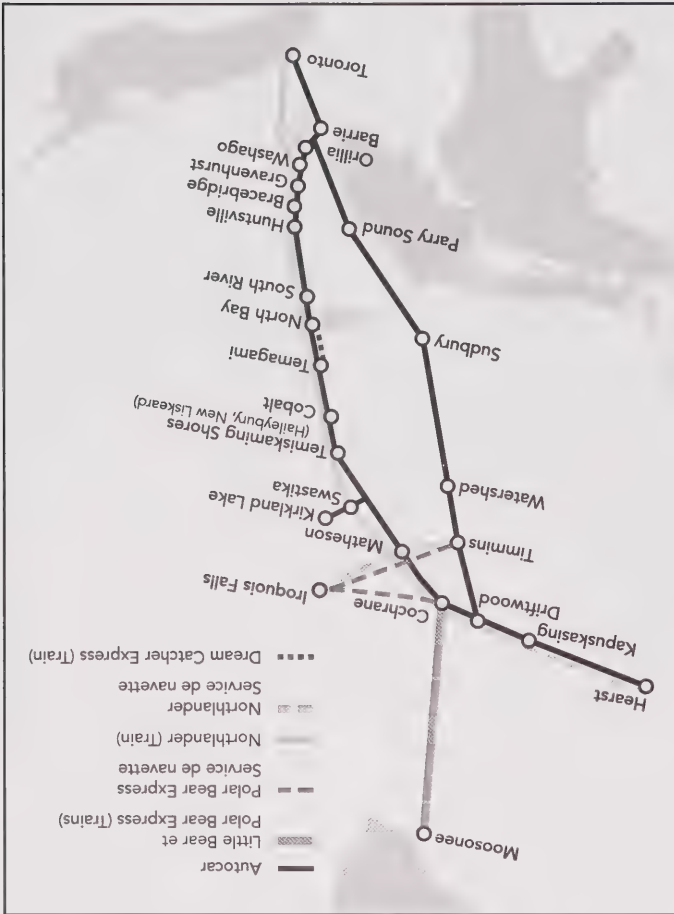 Moosonee
Autocar
Little Bear et
Polar Bear Express (Trains)
Polar Bear Express
Service de navette
Northlander (Train)
Northlander
Service de navette
Dream Catcher Express (Train)
Hearst
Kapuskasing
Driftwood
Cochrane
Iroquois Falls
Timmins
Matheson
Watershed
Kirkland Lake
Swastika
Temiskaming Shores
(Haileybury, New Liskeard)
Cobalt
Temagami
Sudbury
North Bay
South River
Parry Sound
Huntsville
Bracebridge
Gravenhurst
Washago
Orillia
Barrie
Toronto